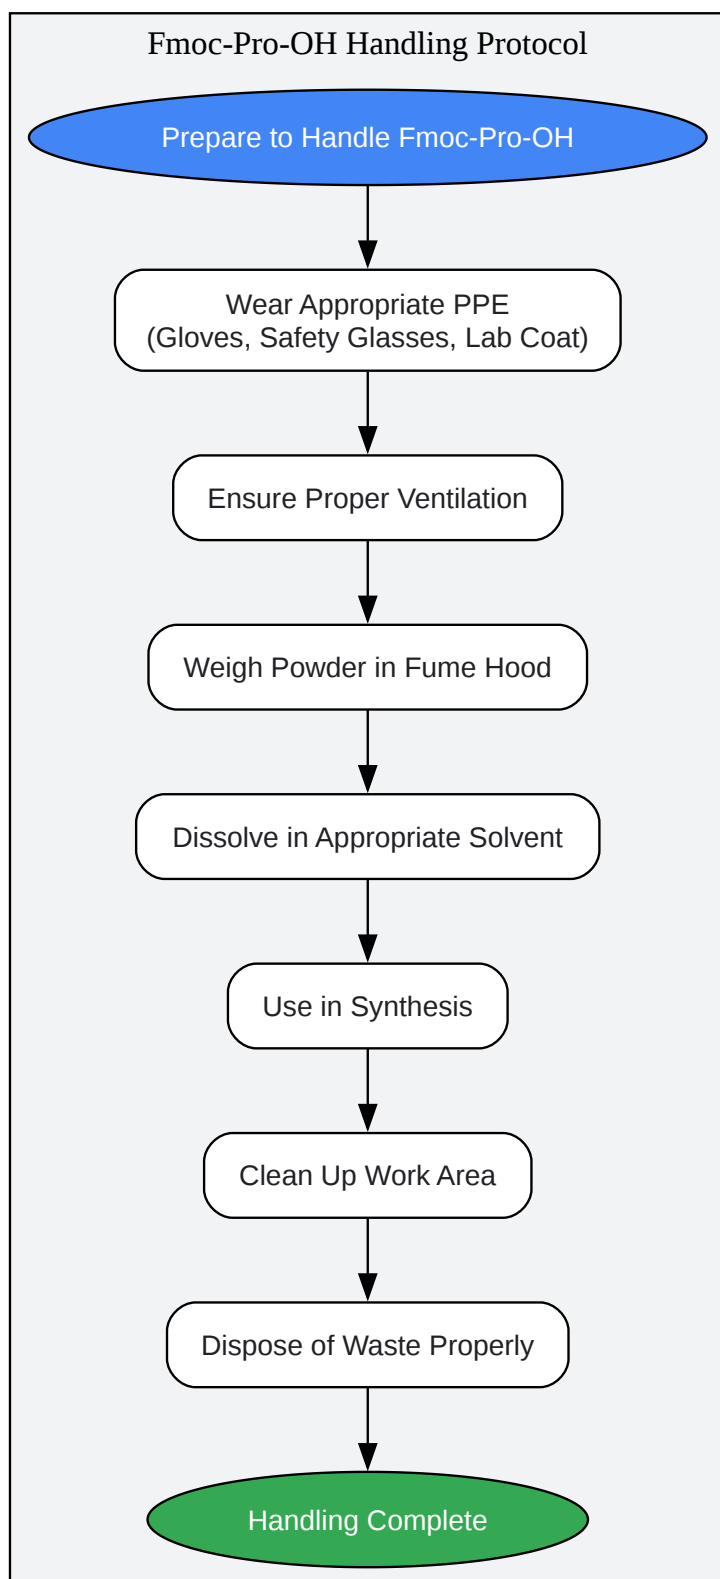 Fmoc-Pro-OH Handling Protocol
Prepare to Handle Fmoc-Pro-OH
Wear Appropriate PPE
(Gloves, Safety Glasses, Lab Coat)
Ensure Proper Ventilation
Weigh Powder in Fume Hood
Dissolve in Appropriate Solvent
Use in Synthesis
Clean Up Work Area
Dispose of Waste Properly
Handling Complete